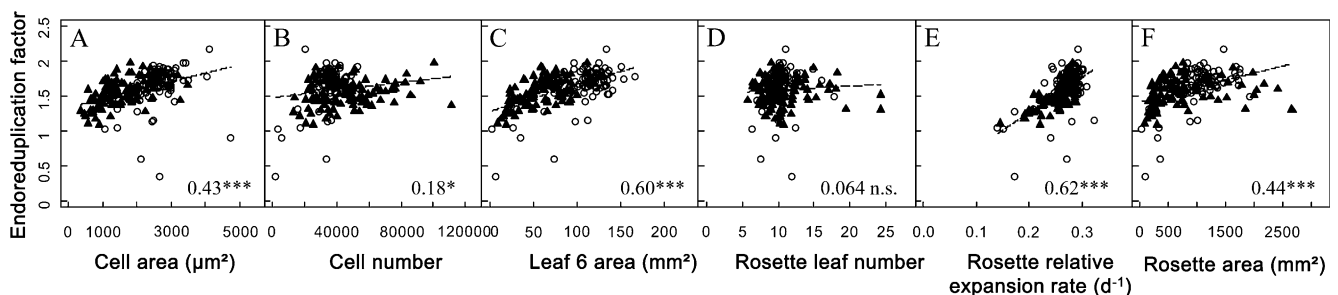 Endoreduplication factor
2.5
2
1.5
1
0.5
0
A
0.43***
B
0.18*
C
0.60***
D
0.064 n.s.
E
0.62***
F
0.44***
0 1000 3000 5000
0 40000 80000 120000
0 50 100 150 200
0 5 10 15 20 25
0.0 0.1 0.2 0.3
0 500 1500 2500
Cell area (µm²)
Cell number
Leaf 6 area (mm²)
Rosette leaf number
Rosette relative
expansion rate (d⁻¹)
Rosette area (mm²)